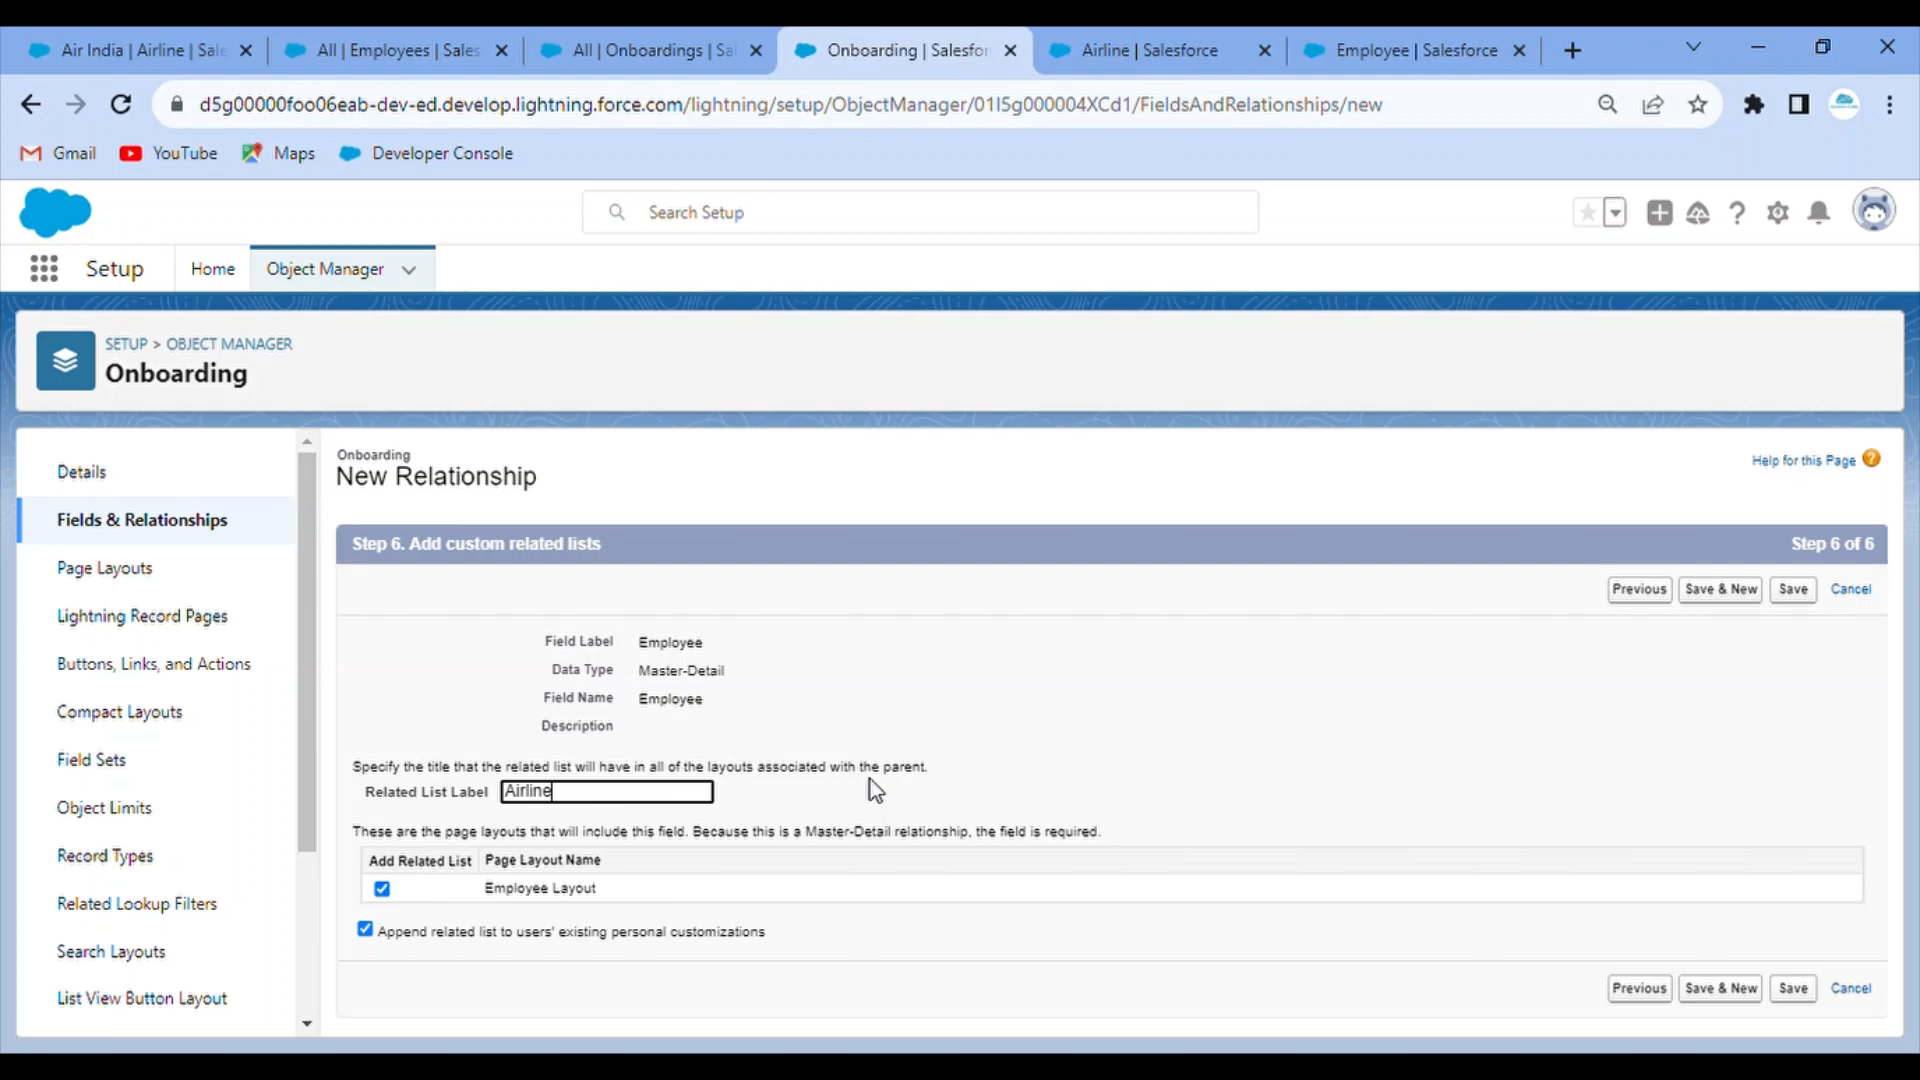 Air India | Airline | Sale
All | Employees | Sales
All | Onboardings | Sa
Onboarding | Salesfor
Airline | Salesforce
Employee | Salesforce
d5g00000foo06eab-dev-ed.develop.lightning.force.com/lightning/setup/ObjectManager/01I5g000004XCd1/FieldsAndRelationships/new
Gmail
YouTube
Maps
Developer Console
Search Setup
Setup
Home
Object Manager
SETUP > OBJECT MANAGER
Onboarding
Details
Fields & Relationships
Page Layouts
Lightning Record Pages
Buttons, Links, and Actions
Compact Layouts
Field Sets
Object Limits
Record Types
Related Lookup Filters
Search Layouts
List View Button Layout
Onboarding
New Relationship
Help for this Page
Step 6. Add custom related lists
Step 6 of 6
Previous
Save & New
Save
Cancel
Field Label Employee
Data Type Master-Detail
Field Name Employee
Description
Specify the title that the related list will have in all of the layouts associated with the parent.
Related List Label Airline
These are the page layouts that will include this field. Because this is a Master-Detail relationship, the field is required.
Add Related List Page Layout Name
Employee Layout
Append related list to users' existing personal customizations
Previous
Save & New
Save
Cancel